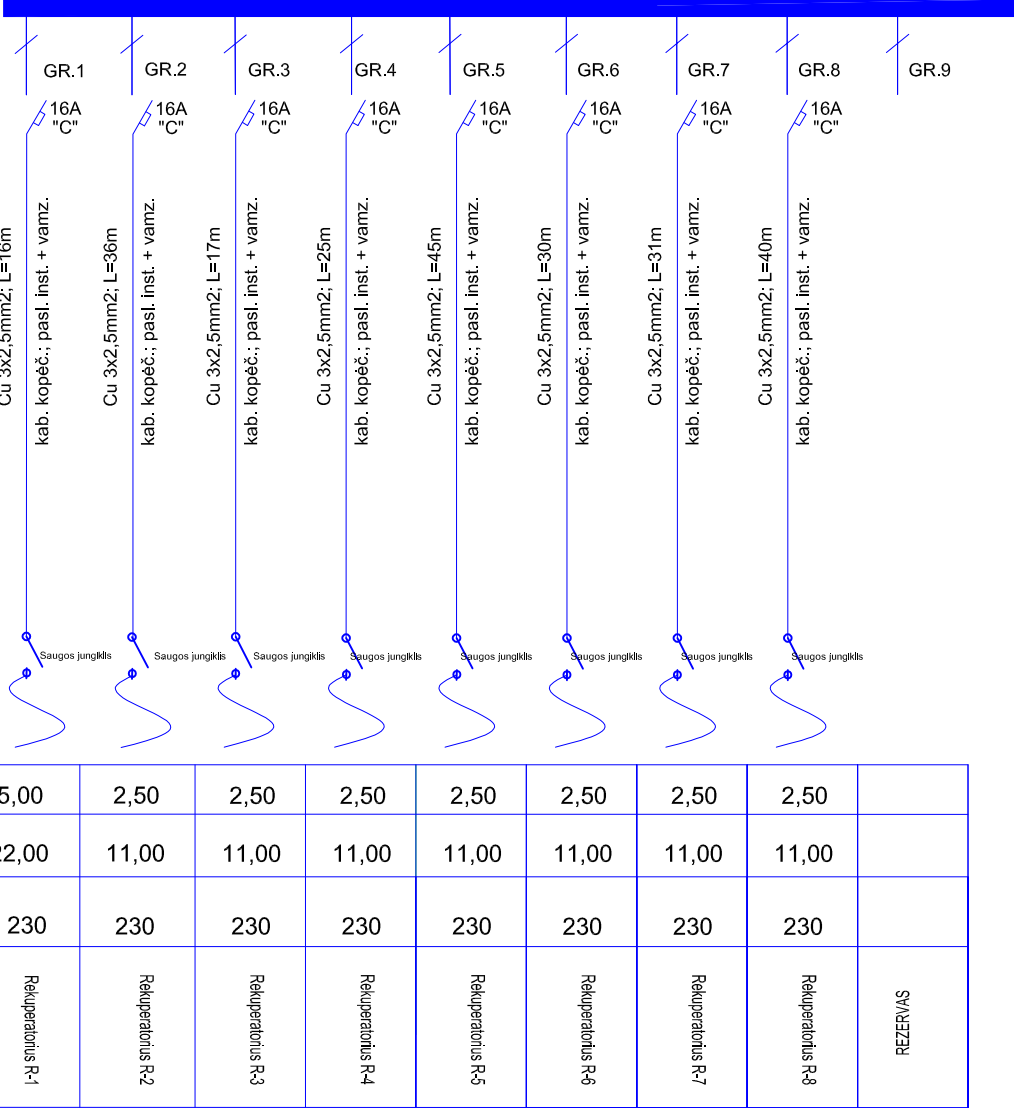 GR.1 GR.2 GR.3 GR.4 GR.5 GR.6 GR.7 GR.8 GR.9
16A 16A 16A 16A 16A 16A 16A 16A
"C" "C" "C" "C" "C" "C" "C" "C"
Cu 3x2,5mm2; L=16m
kab. kopėč.; pasl. inst. + vamz.
Cu 3x2,5mm2; L=36m
kab. kopėč.; pasl. inst. + vamz.
Cu 3x2,5mm2; L=17m
kab. kopėč.; pasl. inst. + vamz.
Cu 3x2,5mm2; L=25m
kab. kopėč.; pasl. inst. + vamz.
Cu 3x2,5mm2; L=45m
kab. kopėč.; pasl. inst. + vamz.
Cu 3x2,5mm2; L=30m
kab. kopėč.; pasl. inst. + vamz.
Cu 3x2,5mm2; L=31m
kab. kopėč.; pasl. inst. + vamz.
Cu 3x2,5mm2; L=40m
kab. kopėč.; pasl. inst. + vamz.
Saugos jungiklis Saugos jungiklis Saugos jungiklis Saugos jungiklis Saugos jungiklis Saugos jungiklis Saugos jungiklis Saugos jungiklis
5,00 2,50 2,50 2,50 2,50 2,50 2,50 2,50
22,00 11,00 11,00 11,00 11,00 11,00 11,00 11,00
230 230 230 230 230 230 230 230
Rekuperatorius R-1
Rekuperatorius R-2
Rekuperatorius R-3
Rekuperatorius R-4
Rekuperatorius R-5
Rekuperatorius R-6
Rekuperatorius R-7
Rekuperatorius R-8
REZERVAS